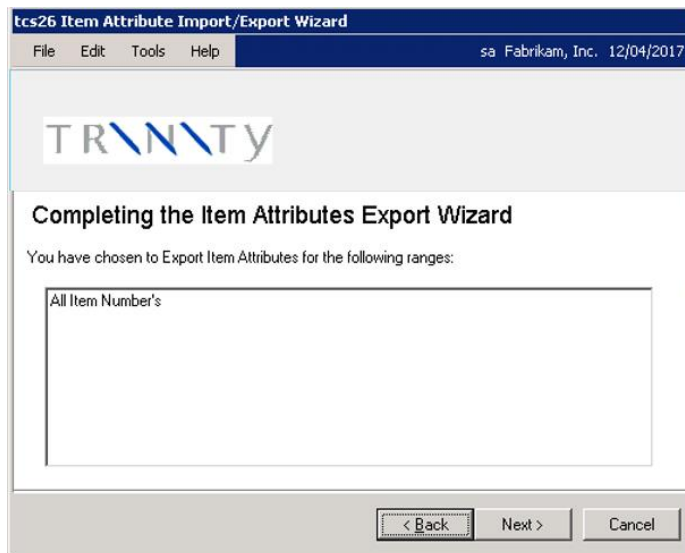 tcs26 Item Attribute Import/Export Wizard
File Edit Tools Help sa Fabrikam, Inc. 12/04/2017
TRINITY
Completing the Item Attributes Export Wizard
You have chosen to Export Item Attributes for the following ranges:
All Item Number's
< Back Next > Cancel